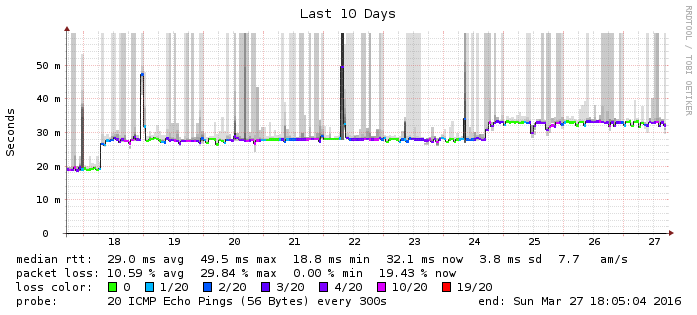 Last 10 Days
RRDTOOL / TOBI OETIKER
Seconds
50 m
40 m
30 m
20 m
10 m
0
18 19 20 21 22 23 24 25 26 27
median rtt: 29.0 ms avg 49.5 ms max 18.8 ms min 32.1 ms now 3.8 ms sd 7.7 am/s
packet loss: 10.59 % avg 29.84 % max 0.00 % min 19.43 % now
loss color: 0 1/20 2/20 3/20 4/20 10/20 19/20
probe: 20 ICMP Echo Pings (56 Bytes) every 300s end: Sun Mar 27 18:05:04 2016